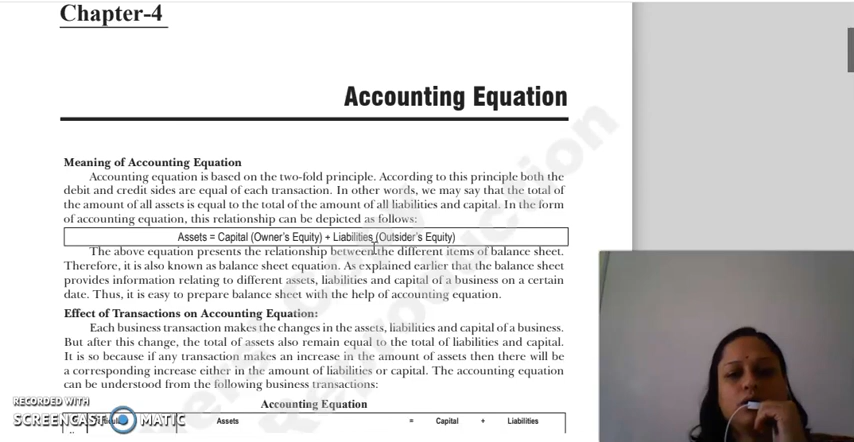 Chapter-4
Accounting Equation
Meaning of Accounting Equation
Accounting equation is based on the two-fold principle. According to this principle both the
debit and credit sides are equal of each transaction. In other words, we may say that the total of
the amount of all assets is equal to the total of the amount of all liabilities and capital. In the form
of accounting equation, this relationship can be depicted as follows:
Assets = Capital (Owner's Equity) + Liabilities (Outsider's Equity)
The above equation presents the relationship between the different items of balance sheet.
Therefore, it is also known as balance sheet equation. As explained earlier that the balance sheet
provides information relating to different assets, liabilities and capital of a business on a certain
date. Thus, it is easy to prepare balance sheet with the help of accounting equation.
Effect of Transactions on Accounting Equation:
Each business transaction makes the changes in the assets, liabilities and capital of a business.
But after this change, the total of assets also remain equal to the total of liabilities and capital.
It is so because if any transaction makes an increase in the amount of assets then there will be
a corresponding increase either in the amount of liabilities or capital. The accounting equation
can be understood from the following business transactions:
Accounting Equation
Assets = Capital + Liabilities
RECORDED WITH
SCREENCAST MATIC